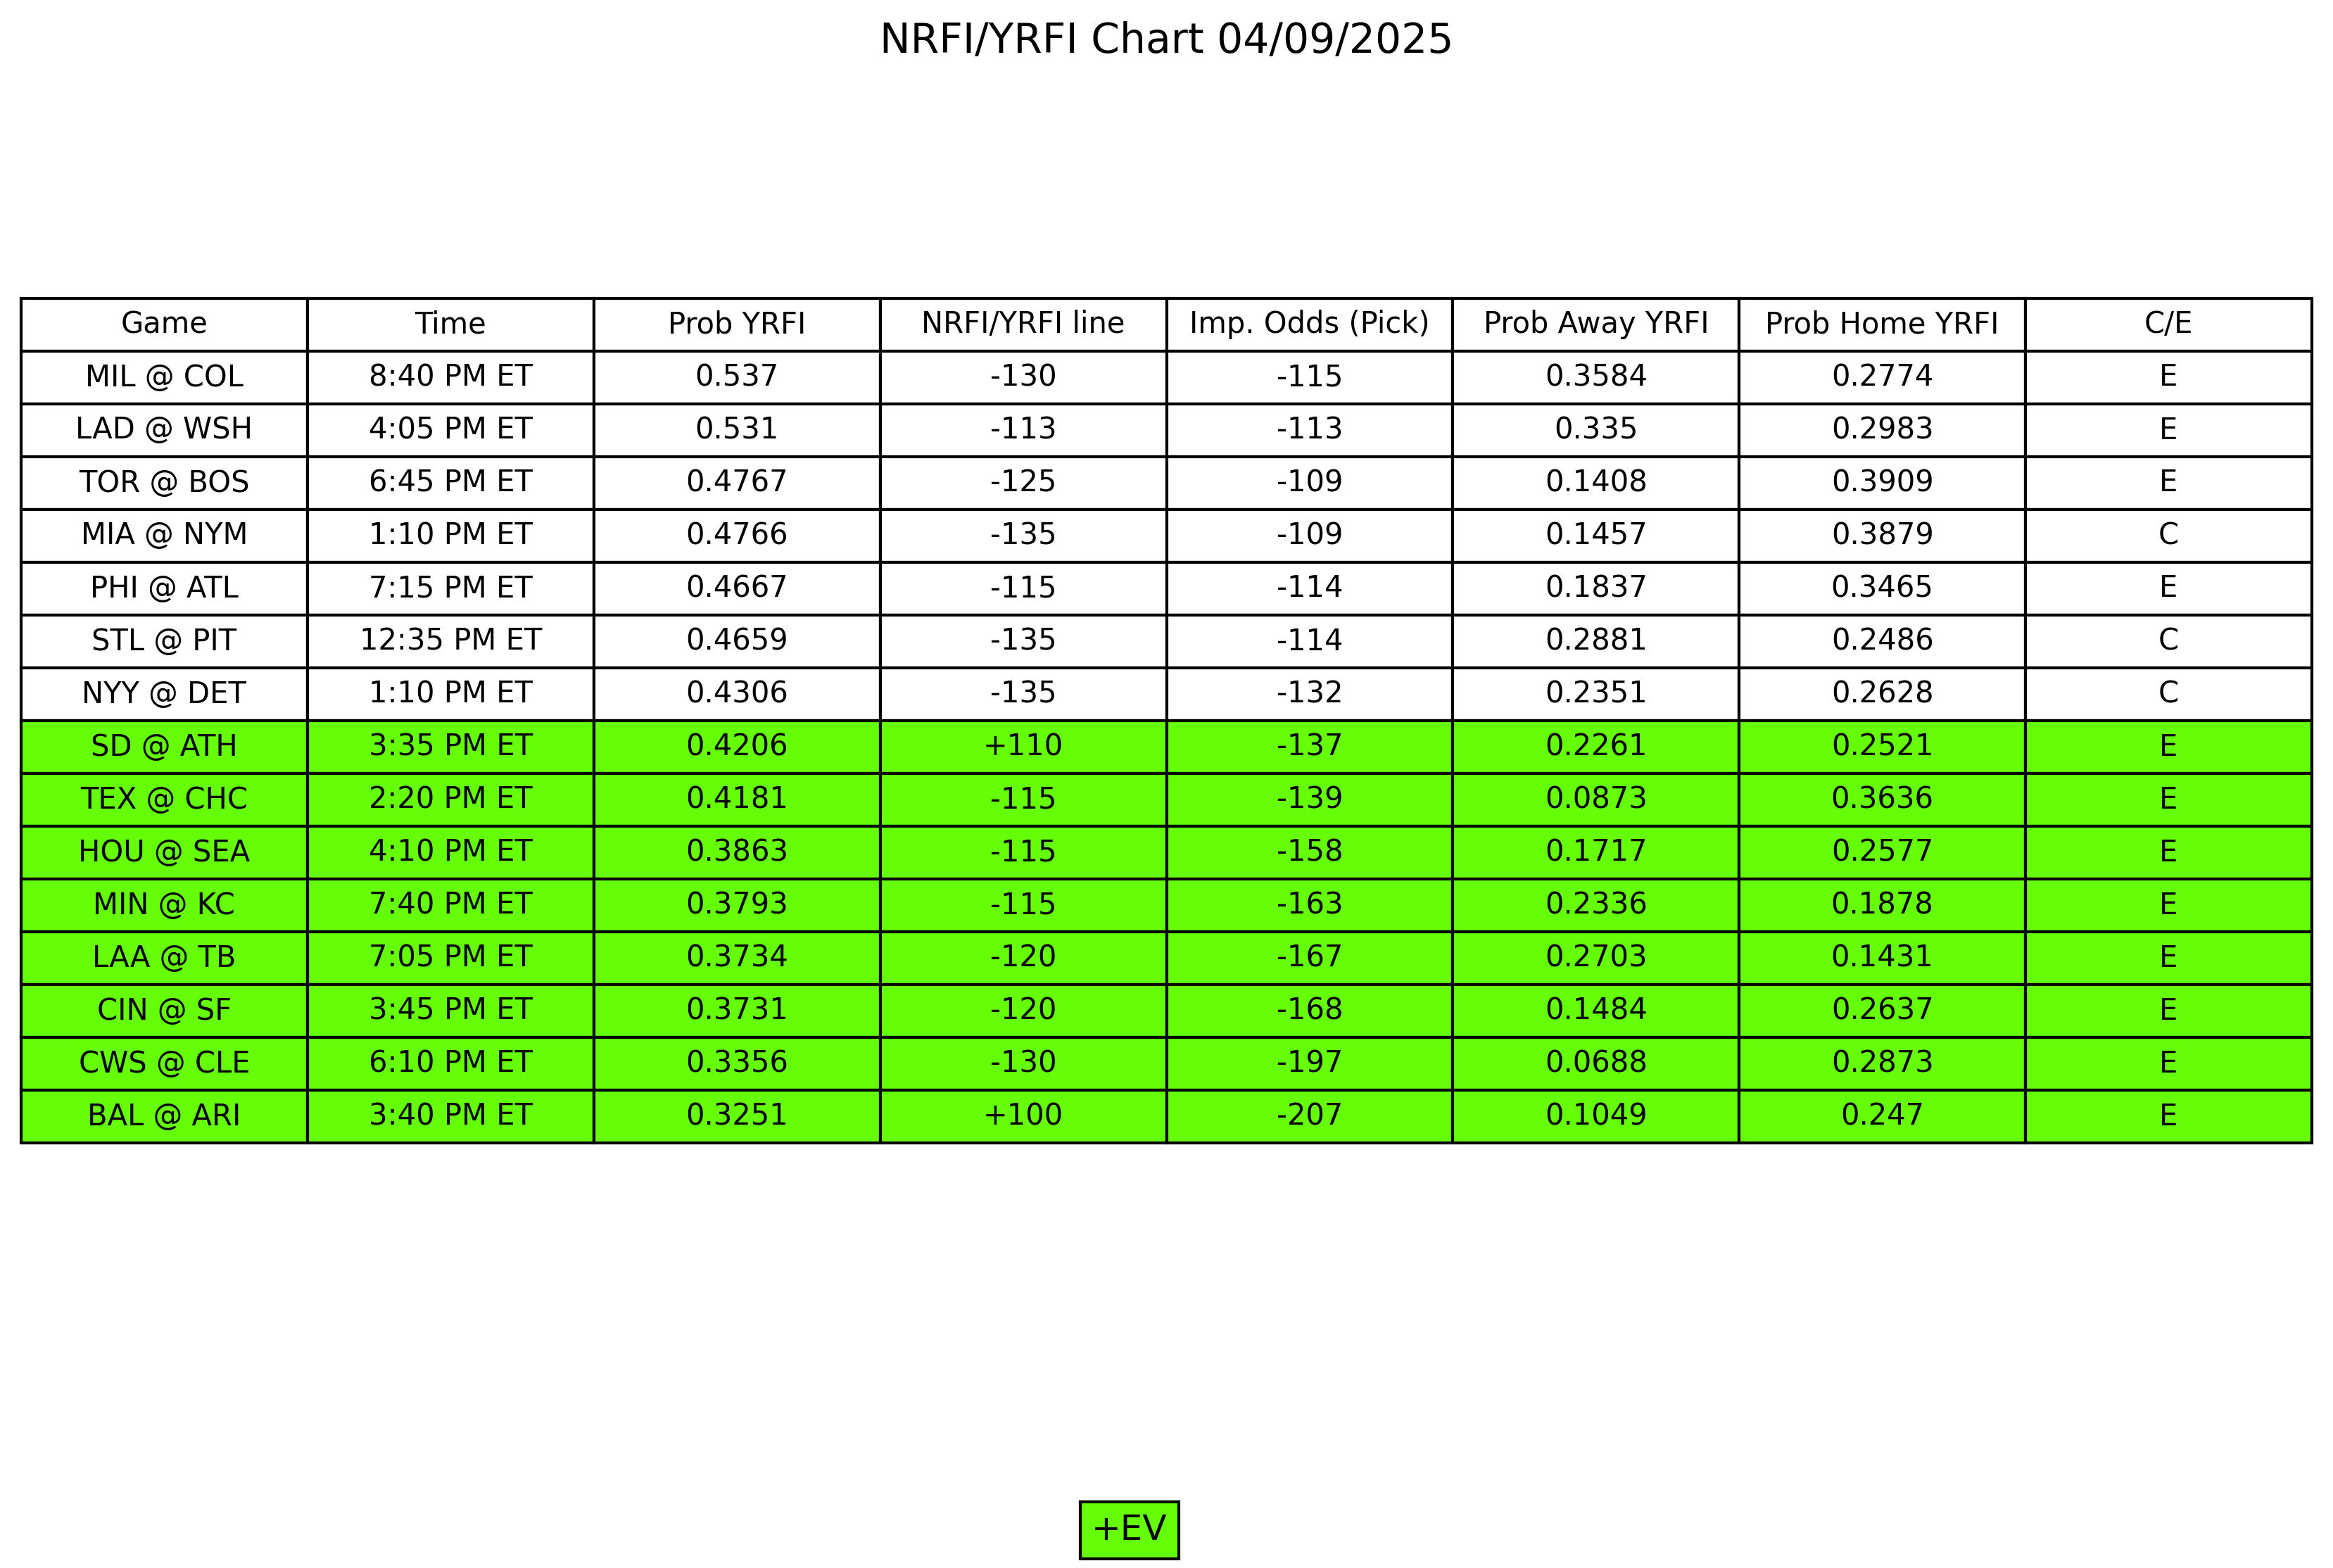 NRFI/YRFI Chart 04/09/2025
Game Time Prob YRFI NRFI/YRFI line Imp. Odds (Pick) Prob Away YRFI Prob Home YRFI C/E
MIL @ COL 8:40 PM ET 0.537 -130 -115 0.3584 0.2774 E
LAD @ WSH 4:05 PM ET 0.531 -113 -113 0.335 0.2983 E
TOR @ BOS 6:45 PM ET 0.4767 -125 -109 0.1408 0.3909 E
MIA @ NYM 1:10 PM ET 0.4766 -135 -109 0.1457 0.3879 C
PHI @ ATL 7:15 PM ET 0.4667 -115 -114 0.1837 0.3465 E
STL @ PIT 12:35 PM ET 0.4659 -135 -114 0.2881 0.2486 C
NYY @ DET 1:10 PM ET 0.4306 -135 -132 0.2351 0.2628 C
SD @ ATH 3:35 PM ET 0.4206 +110 -137 0.2261 0.2521 E
TEX @ CHC 2:20 PM ET 0.4181 -115 -139 0.0873 0.3636 E
HOU @ SEA 4:10 PM ET 0.3863 -115 -158 0.1717 0.2577 E
MIN @ KC 7:40 PM ET 0.3793 -115 -163 0.2336 0.1878 E
LAA @ TB 7:05 PM ET 0.3734 -120 -167 0.2703 0.1431 E
CIN @ SF 3:45 PM ET 0.3731 -120 -168 0.1484 0.2637 E
CWS @ CLE 6:10 PM ET 0.3356 -130 -197 0.0688 0.2873 E
BAL @ ARI 3:40 PM ET 0.3251 +100 -207 0.1049 0.247 E
+EV